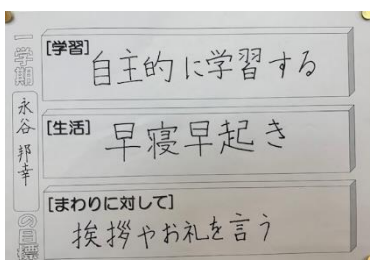 一学期
永谷 邦幸
の目標
[学習]
自主的に学習する
[生活]
早寝早起き
[まわりに対して]
挨拶やお礼を言う